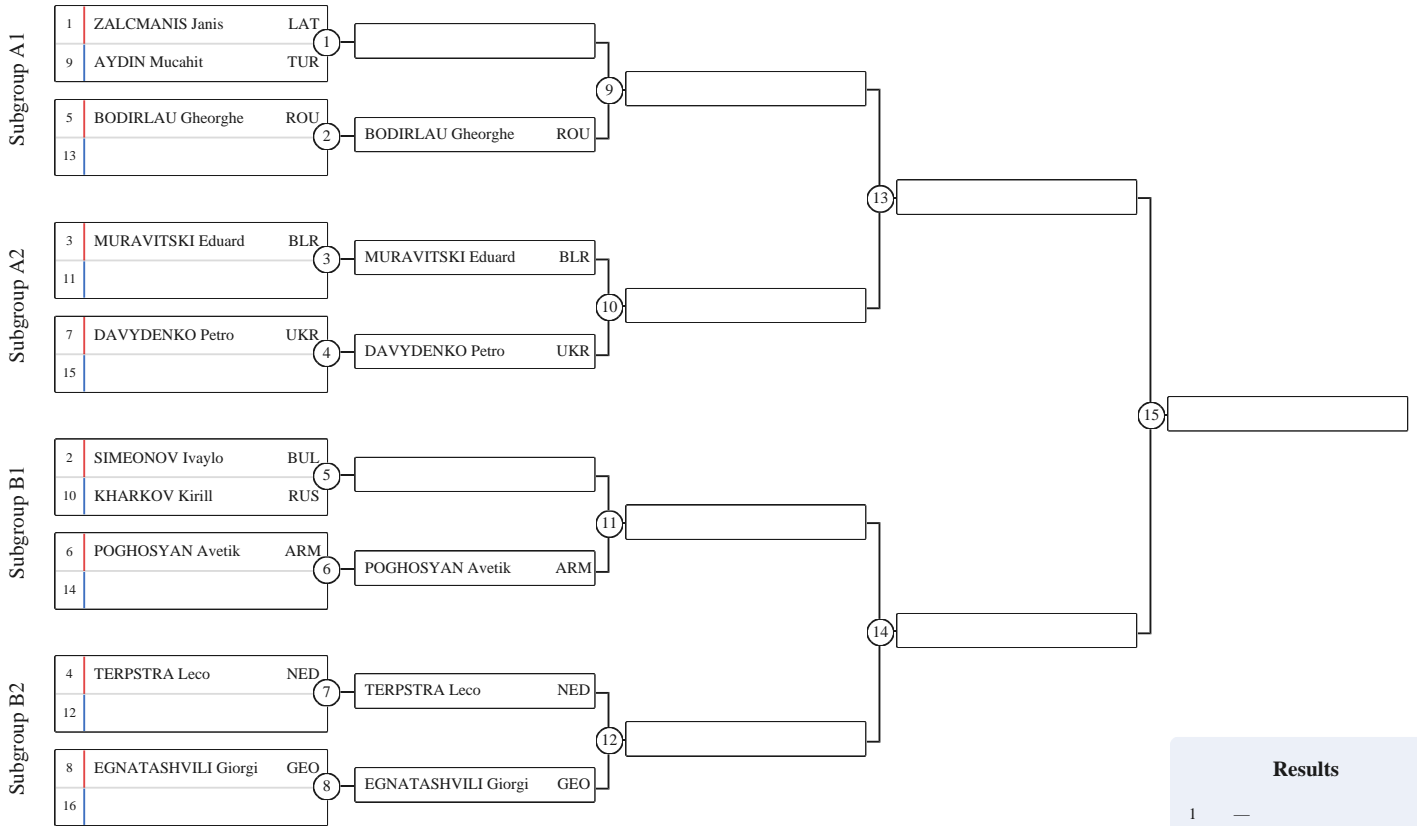 Subgroup A1
1 ZALCMANIS Janis LAT
9 AYDIN Mucahit TUR
1
5 BODIRLAU Gheorghe ROU
13
2
BODIRLAU Gheorghe ROU
9
Subgroup A2
3 MURAVITSKI Eduard BLR
11
3
MURAVITSKI Eduard BLR
7 DAVYDENKO Petro UKR
15
4
DAVYDENKO Petro UKR
10
13
Subgroup B1
2 SIMEONOV Ivaylo BUL
10 KHARKOV Kirill RUS
5
6 POGHOSYAN Avetik ARM
14
6
POGHOSYAN Avetik ARM
11
Subgroup B2
4 TERPSTRA Leco NED
12
7
TERPSTRA Leco NED
8 EGNATASHVILI Giorgi GEO
16
8
EGNATASHVILI Giorgi GEO
12
14
15
Results
1 —